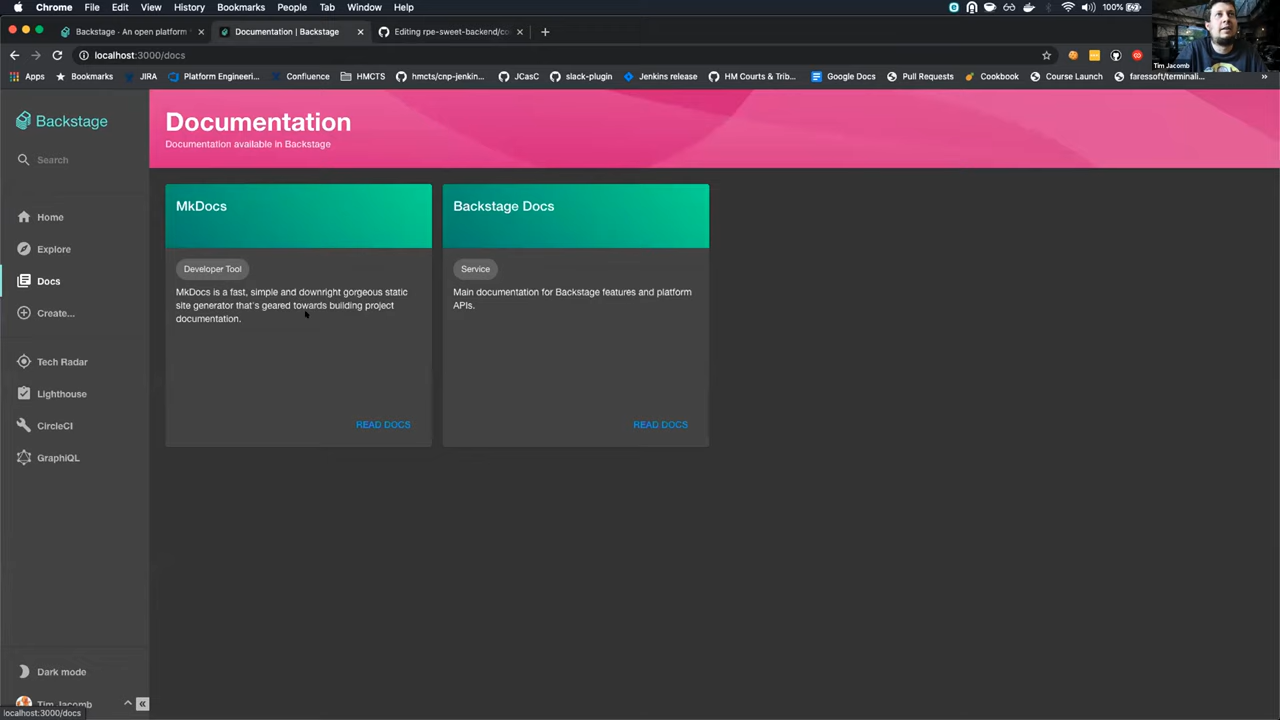 Chrome File Edit View History Bookmarks People Tab Window Help 100%
Backstage - An open platform Documentation | Backstage Editing rpe-sweet-backend/co
localhost:3000/docs
Apps Bookmarks JIRA Platform Engineeri... Confluence HMCTS hmcts/cnp-jenkin... JCasC slack-plugin Jenkins release HM Courts & Trib... Google Docs Pull Requests Cookbook Course Launch faressoft/terminali...
Tim Jacomb
Backstage
Search
Home
Explore
Docs
Create...
Tech Radar
Lighthouse
CircleCI
GraphiQL
Dark mode
Tim Jacomb
localhost:3000/docs
Documentation
Documentation available in Backstage
MkDocs
Developer Tool
MkDocs is a fast, simple and downright gorgeous static
site generator that's geared towards building project
documentation.
READ DOCS
Backstage Docs
Service
Main documentation for Backstage features and platform
APIs.
READ DOCS